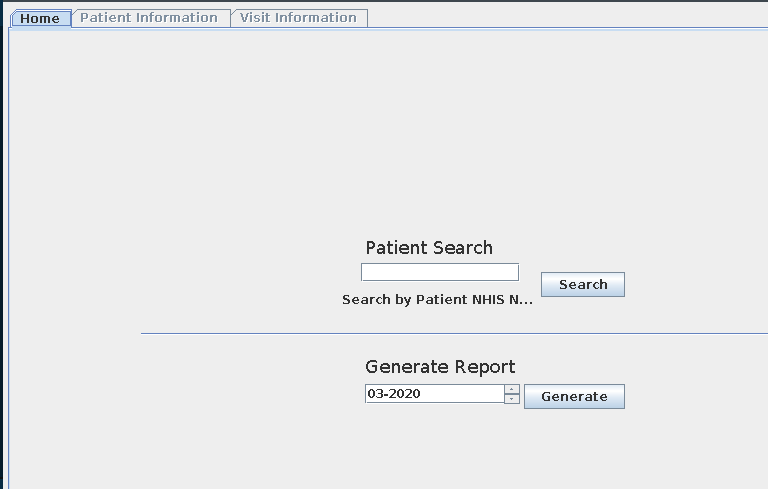 Home Patient Information Visit Information
Patient Search
Search
Search by Patient NHIS N...
Generate Report
03-2020 Generate